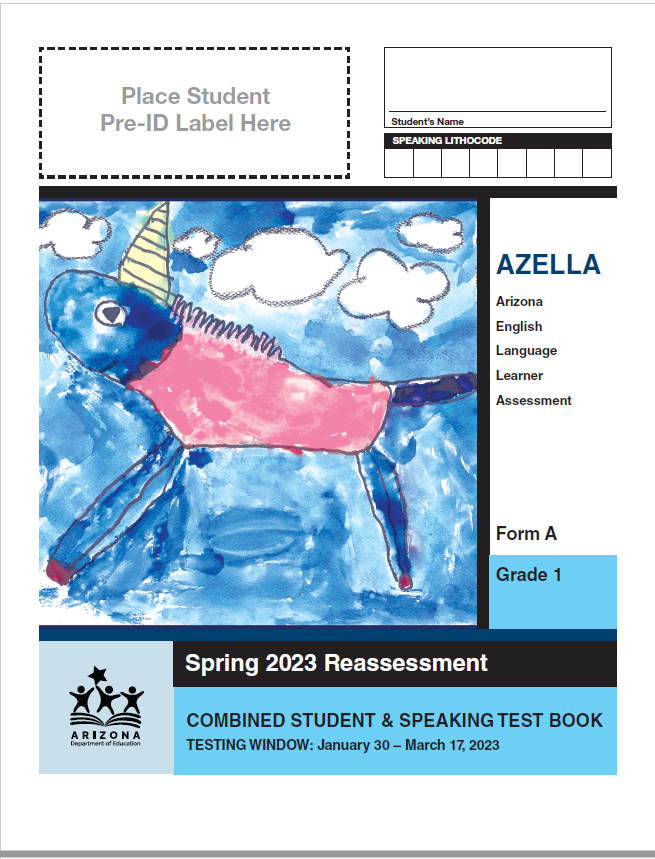 Place Student
Pre-ID Label Here
Student's Name
SPEAKING LITHOCODE
AZELLA
Arizona
English
Language
Learner
Assessment
Form A
Grade 1
Spring 2023 Reassessment
ARIZONA
Department of Education
COMBINED STUDENT & SPEAKING TEST BOOK
TESTING WINDOW: January 30 – March 17, 2023